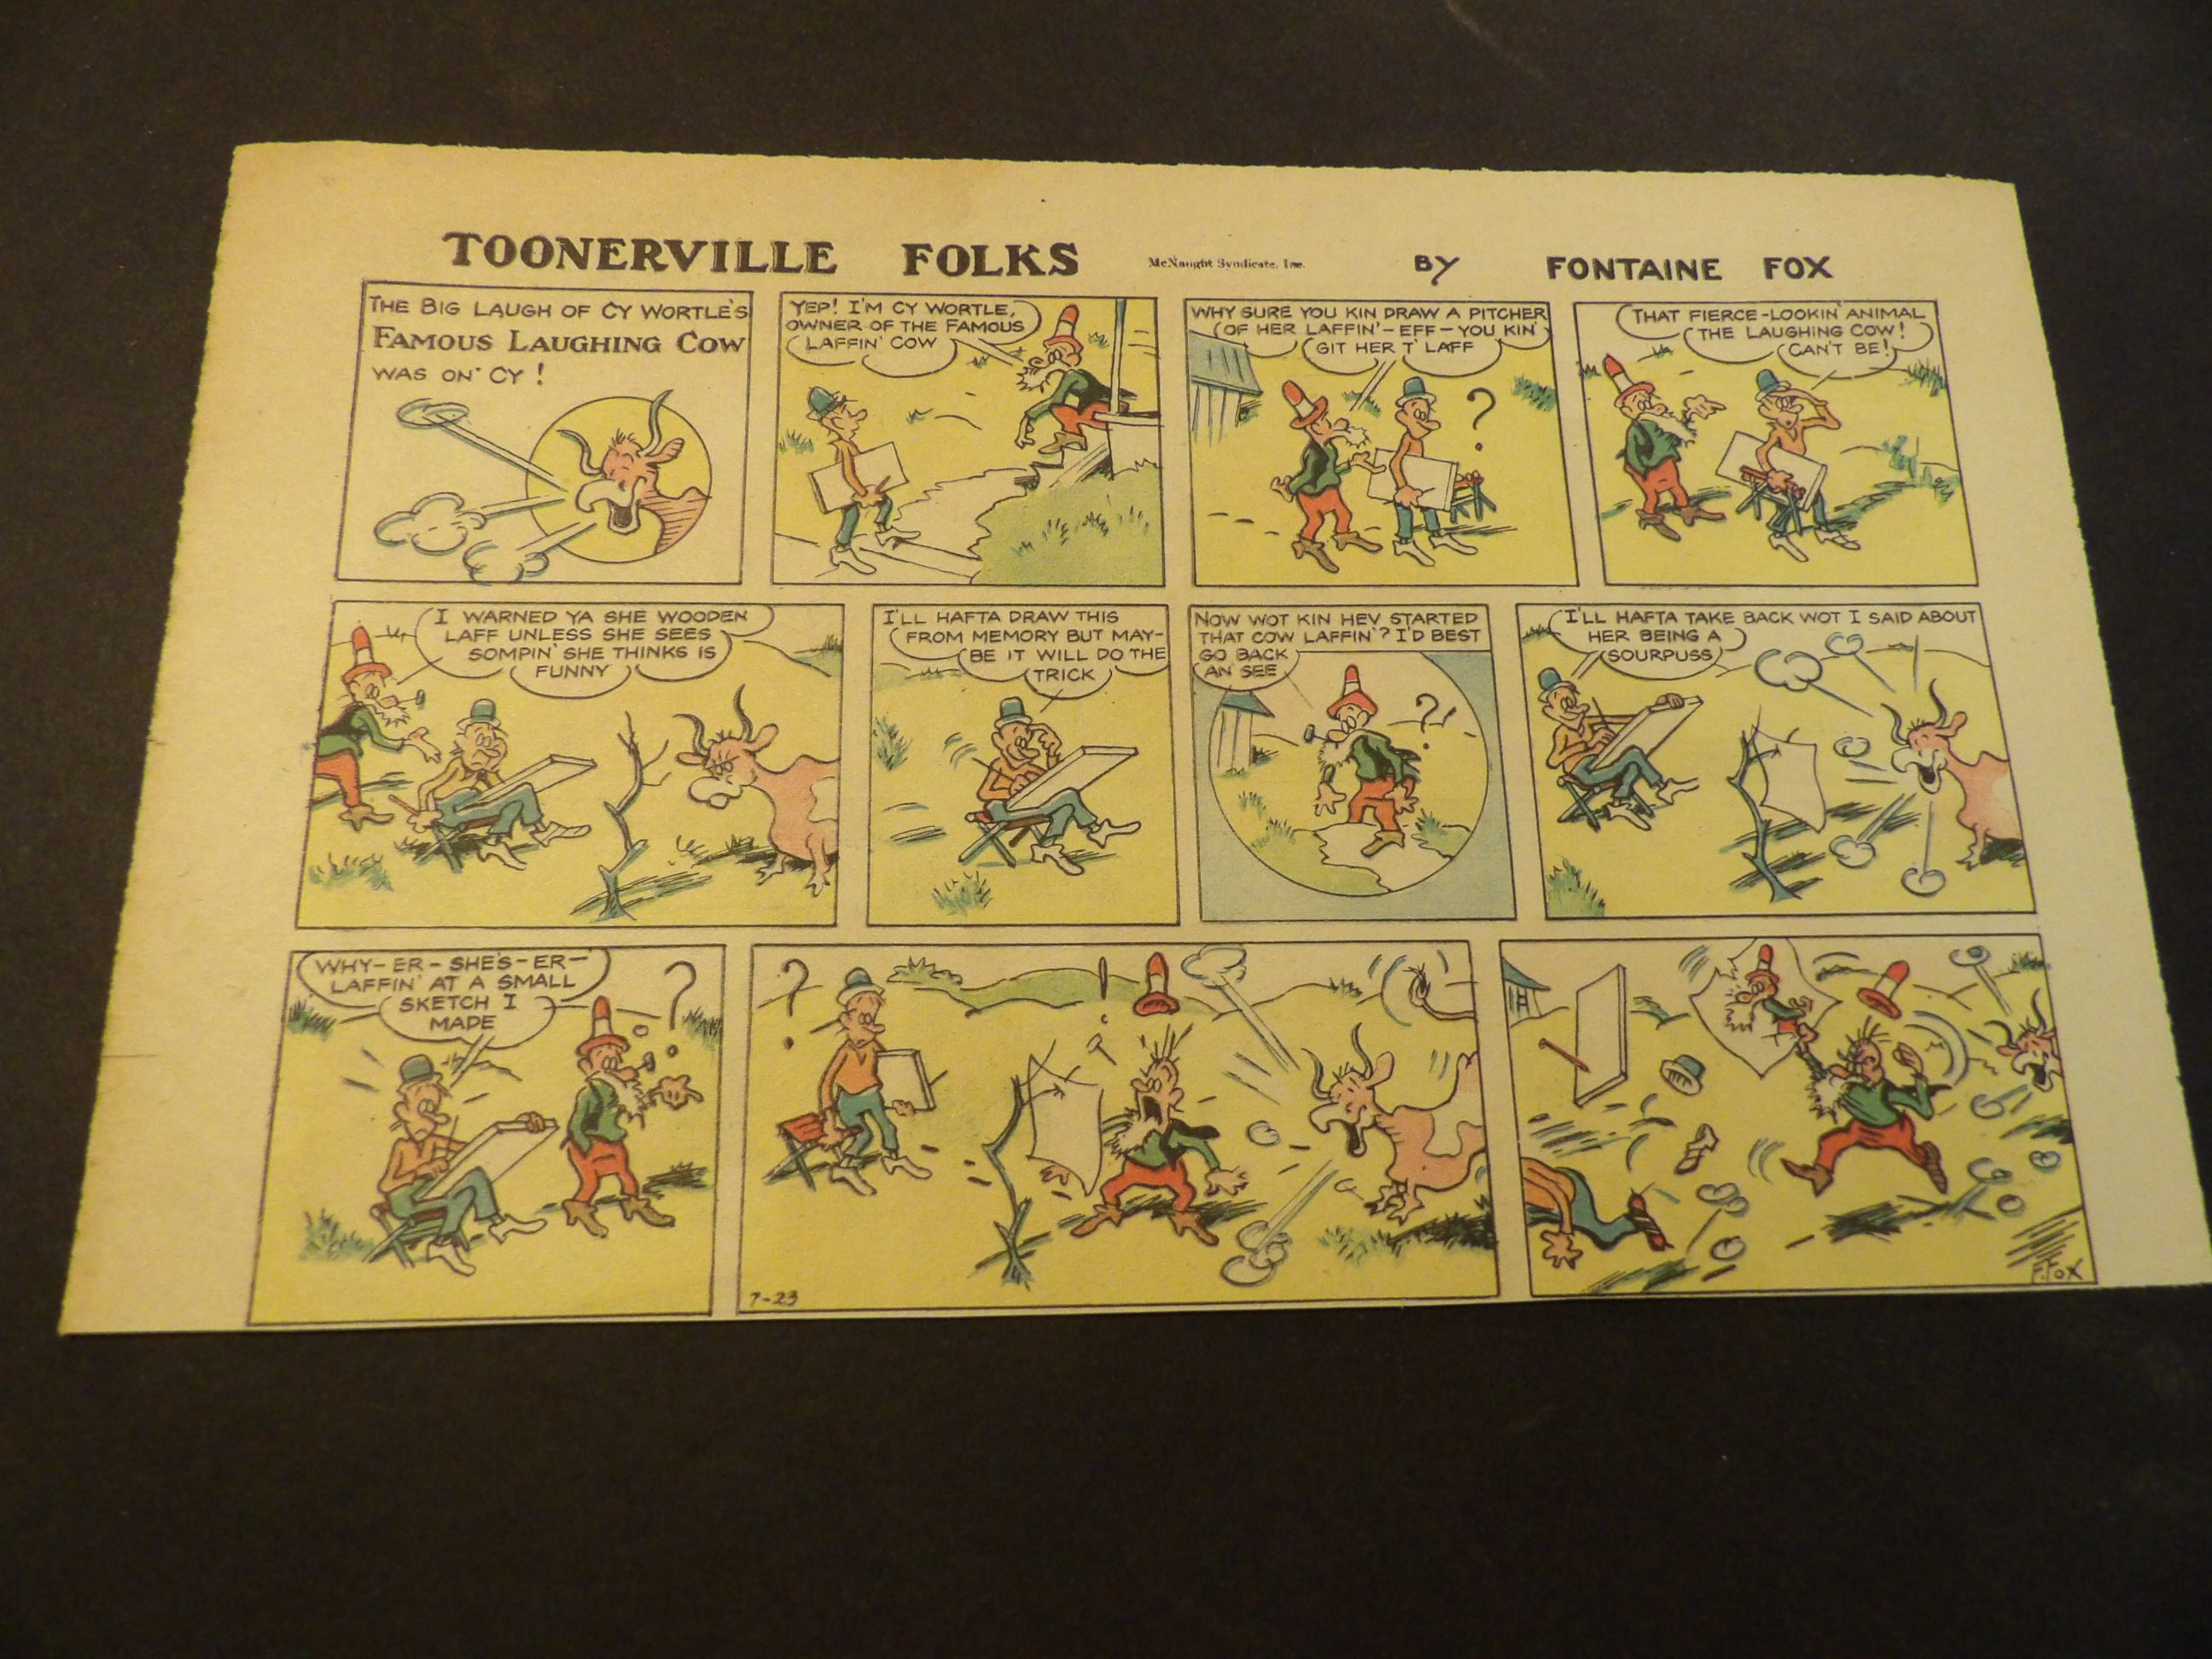 TOONERVILLE FOLKS McNaught Syndicate, Inc. BY FONTAINE FOX
THE BIG LAUGH OF CY WORTLE'S
FAMOUS LAUGHING COW
WAS ON CY!
YEP! I'M CY WORTLE,
OWNER OF THE FAMOUS
LAFFIN' COW
WHY SURE YOU KIN DRAW A PITCHER
OF HER LAFFIN'-EFF-YOU KIN'
GIT HER T' LAFF
?
THAT FIERCE-LOOKIN' ANIMAL
THE LAUGHING COW!
CAN'T BE!
I WARNED YA SHE WOODEN
LAFF UNLESS SHE SEES
SOMPIN' SHE THINKS IS
FUNNY
I'LL HAFTA DRAW THIS
FROM MEMORY BUT MAY-
BE IT WILL DO THE
TRICK
NOW WOT KIN HEV STARTED
THAT COW LAFFIN'? I'D BEST
GO BACK
AN' SEE
?!
I'LL HAFTA TAKE BACK WOT I SAID ABOUT
HER BEING A
SOURPUSS
WHY-ER-SHE'S-ER-
LAFFIN' AT A SMALL
SKETCH I
MADE
?
?
!
7-23
F. FOX